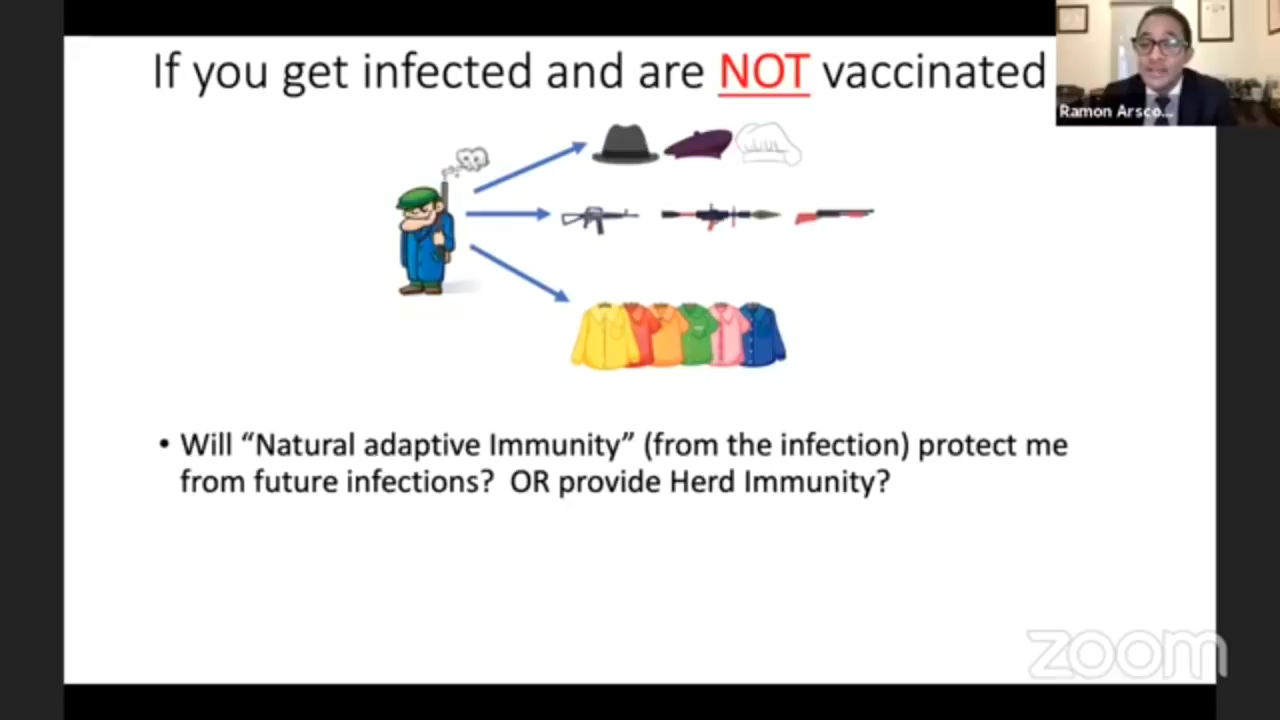 If you get infected and are NOT vaccinated
Ramon Arsco...
• Will “Natural adaptive Immunity” (from the infection) protect me
from future infections?  OR provide Herd Immunity?
zoom